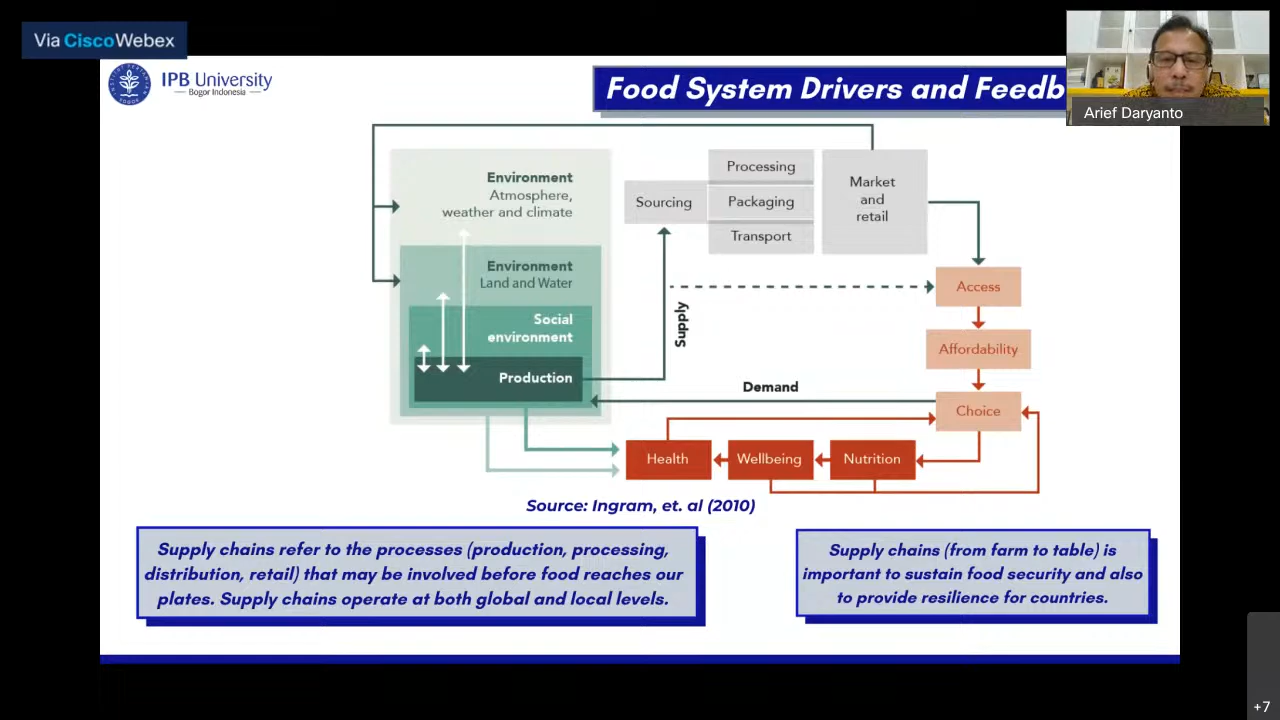 Via CiscoWebex
IPB University
Bogor Indonesia
Food System Drivers and Feedb
Arief Daryanto
Environment
Atmosphere,
weather and climate
Environment
Land and Water
Social
environment
Production
Sourcing
Processing
Packaging
Transport
Market
and
retail
Supply
Access
Affordability
Demand
Choice
Health
Wellbeing
Nutrition
Source: Ingram, et. al (2010)
Supply chains refer to the processes (production, processing,
distribution, retail) that may be involved before food reaches our
plates. Supply chains operate at both global and local levels.
Supply chains (from farm to table) is
important to sustain food security and also
to provide resilience for countries.
+7